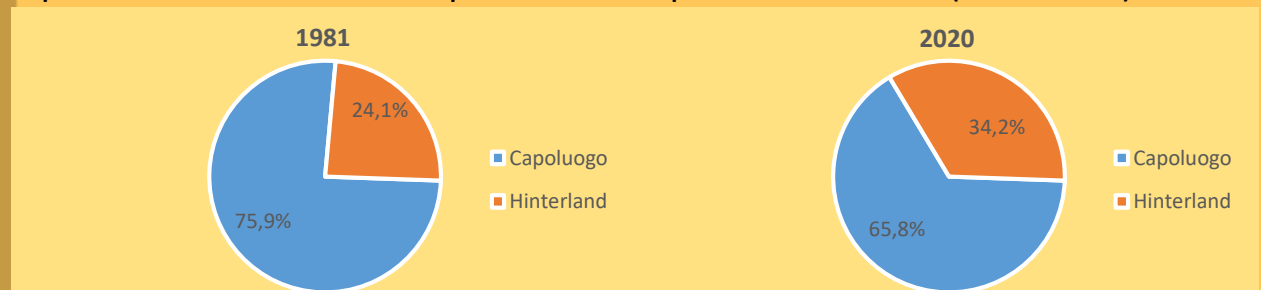 1981
24,1%
75,9%
Capoluogo
Hinterland
2020
34,2%
65,8%
Capoluogo
Hinterland